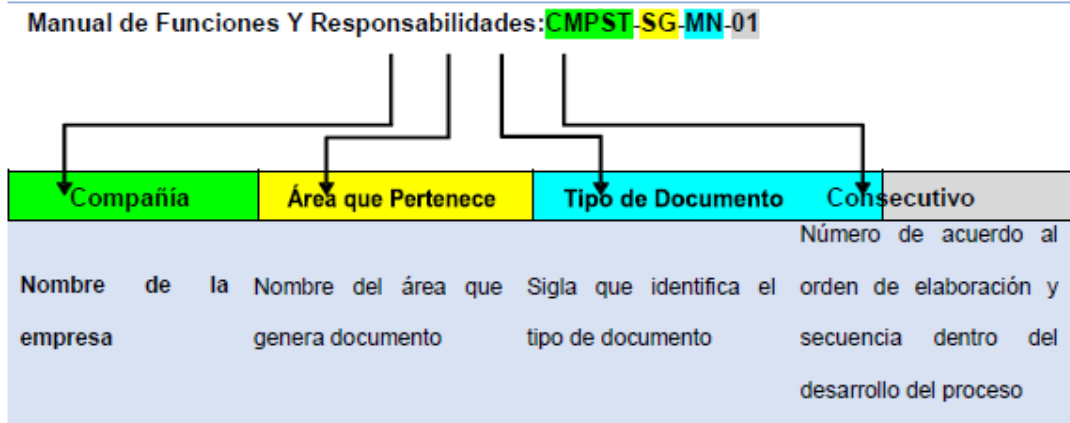 Manual de Funciones Y Responsabilidades:CMPST-SG-MN-01
Compañía
Área que Pertenece
Tipo de Documento
Consecutivo
Nombre de la
empresa
Nombre del área que
genera documento
Sigla que identifica el
tipo de documento
Número de acuerdo al
orden de elaboración y
secuencia dentro del
desarrollo del proceso